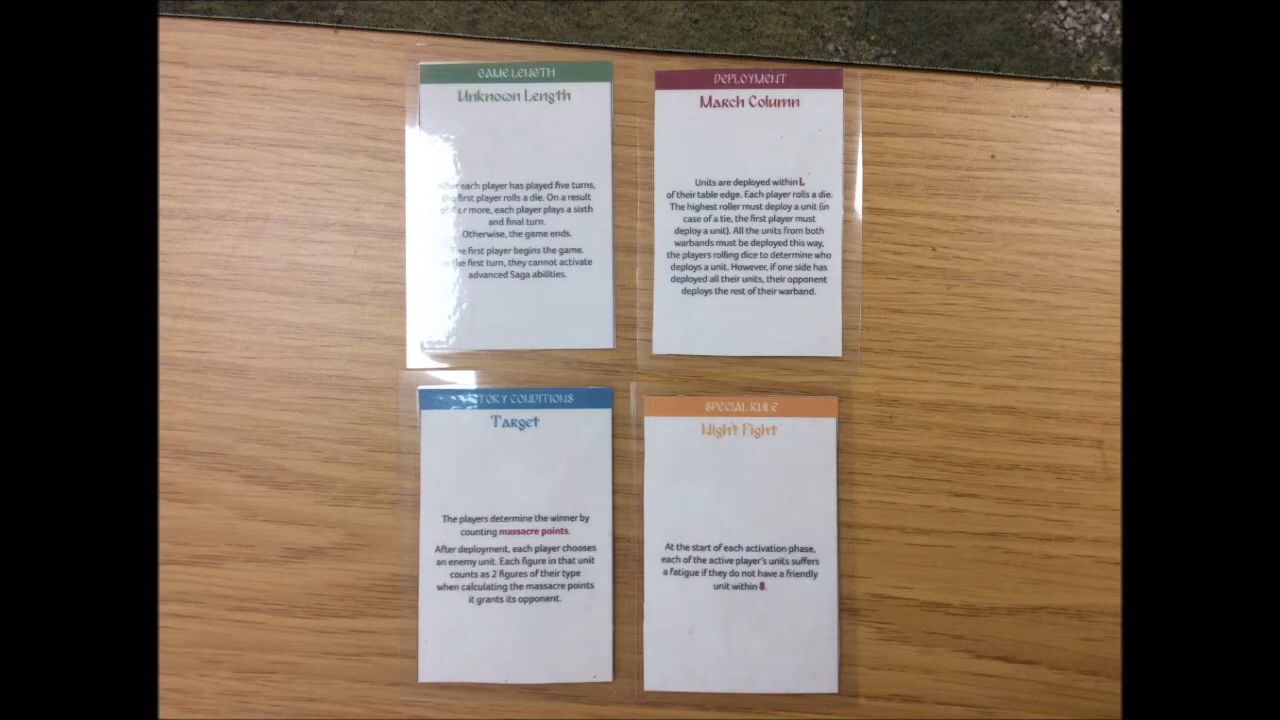 GAME LENGTH
Unknown Length
After each player has played five turns,
the first player rolls a die. On a result
of 4 or more, each player plays a sixth
and final turn.
Otherwise, the game ends.
The first player begins the game.
the first turn, they cannot activate
advanced Saga abilities.
DEPLOYMENT
March Column
Units are deployed within L
of their table edge. Each player rolls a die.
The highest roller must deploy a unit (in
case of a tie, the first player must
deploy a unit). All the units from both
warbands must be deployed this way,
the players rolling dice to determine who
deploys a unit. However, if one side has
deployed all their units, their opponent
deploys the rest of their warband.
VICTORY CONDITIONS
Target
The players determine the winner by
counting massacre points.
After deployment, each player chooses
an enemy unit. Each figure in that unit
counts as 2 figures of their type
when calculating the massacre points
it grants its opponent.
SPECIAL RULE
Night Fight
At the start of each activation phase,
each of the active player's units suffers
a fatigue if they do not have a friendly
unit within S.